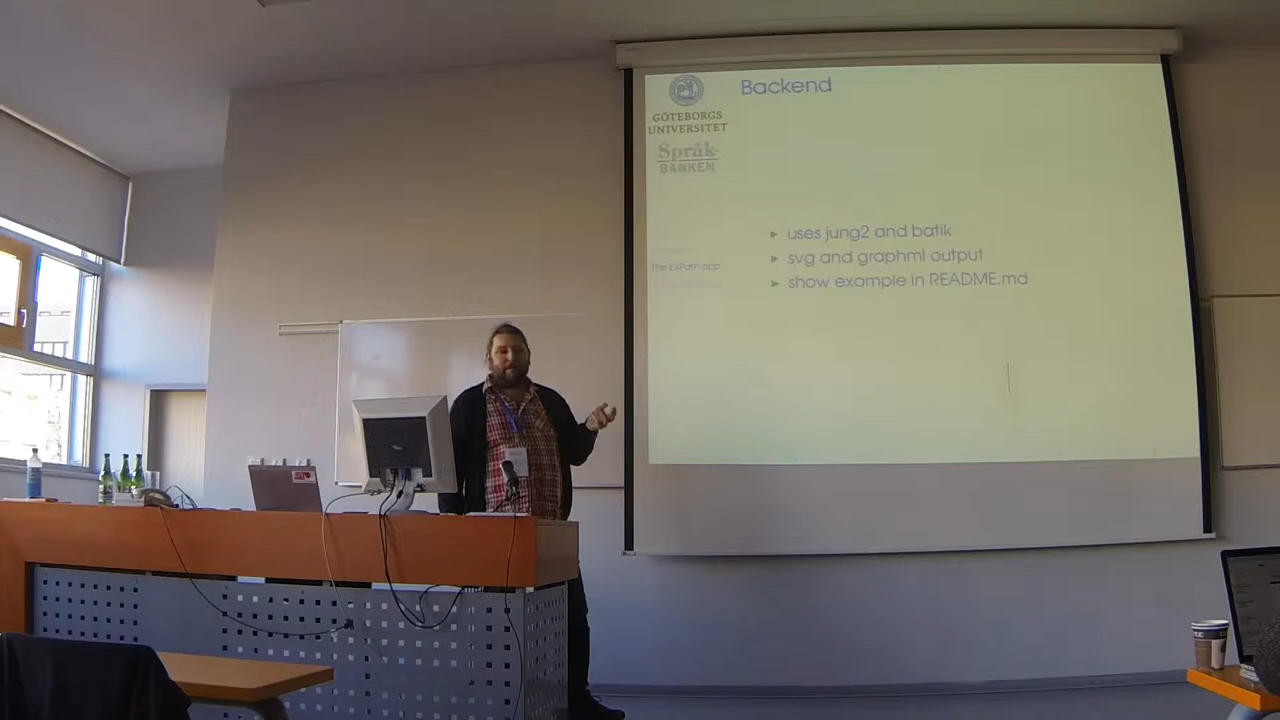 Backend
GÖTEBORGS
UNIVERSITET
Språk-
BANKEN
▸ uses jung2 and batik
▸ svg and graphml output
The EXPath app
▸ show example in README.md